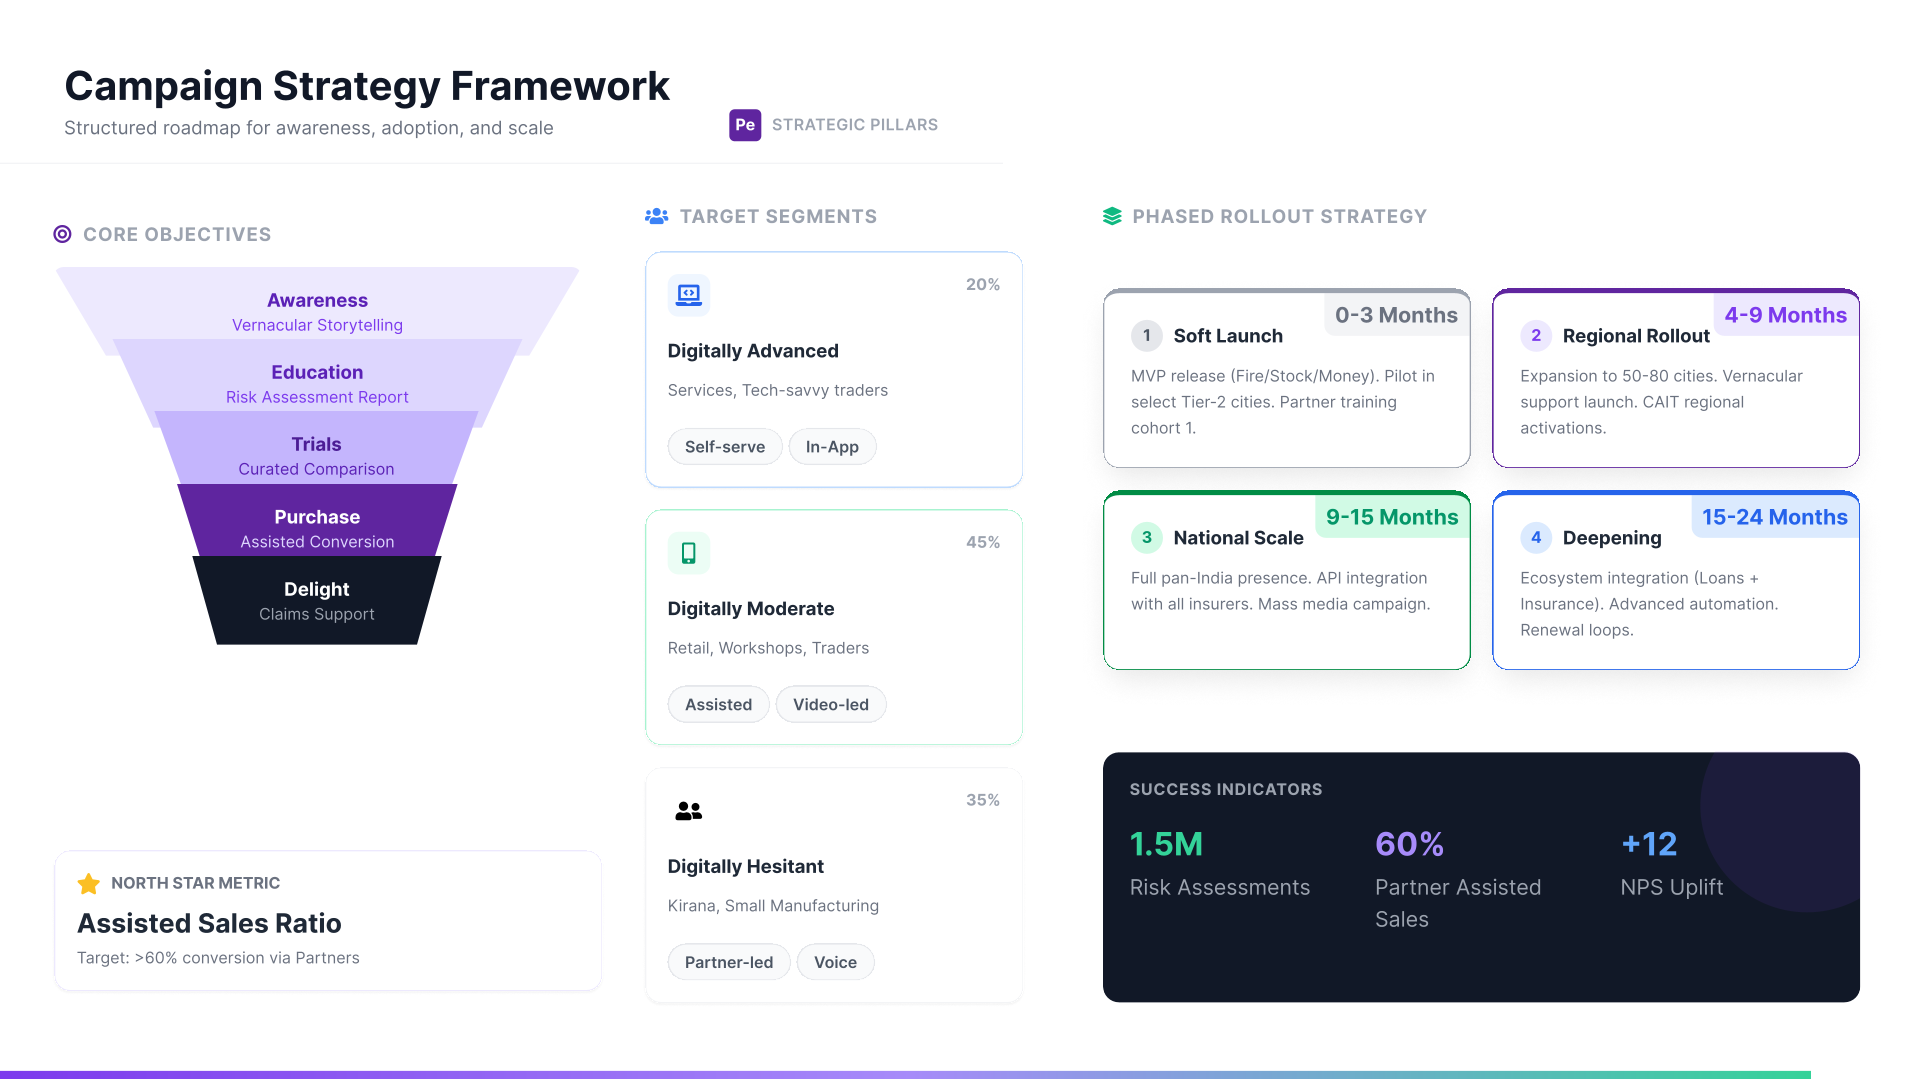 Campaign Strategy Framework
Structured roadmap for awareness, adoption, and scale
Pe STRATEGIC PILLARS
CORE OBJECTIVES
Awareness
Vernacular Storytelling
Education
Risk Assessment Report
Trials
Curated Comparison
Purchase
Assisted Conversion
Delight
Claims Support
NORTH STAR METRIC
Assisted Sales Ratio
Target: >60% conversion via Partners
TARGET SEGMENTS
20%
Digitally Advanced
Services, Tech-savvy traders
Self-serve In-App
45%
Digitally Moderate
Retail, Workshops, Traders
Assisted Video-led
35%
Digitally Hesitant
Kirana, Small Manufacturing
Partner-led Voice
PHASED ROLLOUT STRATEGY
0-3 Months
1 Soft Launch
MVP release (Fire/Stock/Money). Pilot in
select Tier-2 cities. Partner training
cohort 1.
4-9 Months
2 Regional Rollout
Expansion to 50-80 cities. Vernacular
support launch. CAIT regional
activations.
9-15 Months
3 National Scale
Full pan-India presence. API integration
with all insurers. Mass media campaign.
15-24 Months
4 Deepening
Ecosystem integration (Loans +
Insurance). Advanced automation.
Renewal loops.
SUCCESS INDICATORS
1.5M
Risk Assessments
60%
Partner Assisted
Sales
+12
NPS Uplift